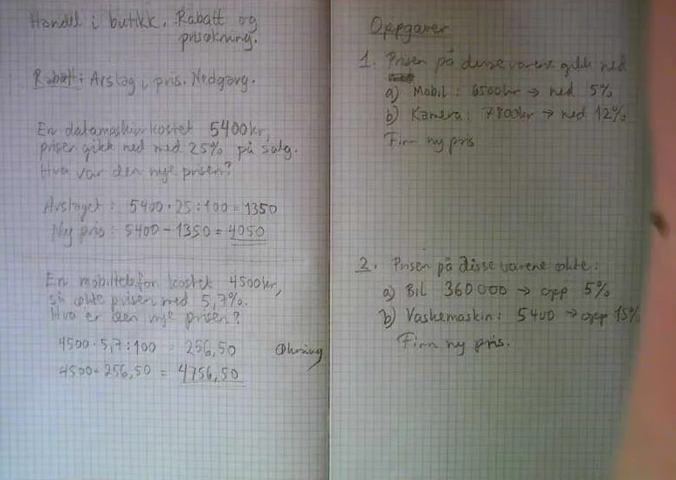 Handel i butikk. Rabatt og
prisøkning.
Rabatt: Avslag i pris. Nedgang.
En datamaskin kostet 5400kr,
prisen gikk ned med 25% på salg.
Hva var den nye prisen?
Avslaget: 5400 · 25 : 100 = 1350
Ny pris: 5400 - 1350 = 4050
En mobiltelefon kostet 4500kr,
så økte prisen med 5,7%.
Hva er den nye prisen?
4500 · 5,7 : 100 = 256,50 Økning
4500 + 256,50 = 4756,50
Oppgaver
1. Prisen på disse varene gikk ned
a) Mobil: 6500kr → ned 5%
b) Kamera: 7800kr → ned 12%
Finn ny pris
2. Prisen på disse varene økte:
a) Bil 360 000 → opp 5%
b) Vaskemaskin: 5400 → opp 15%
Finn ny pris.